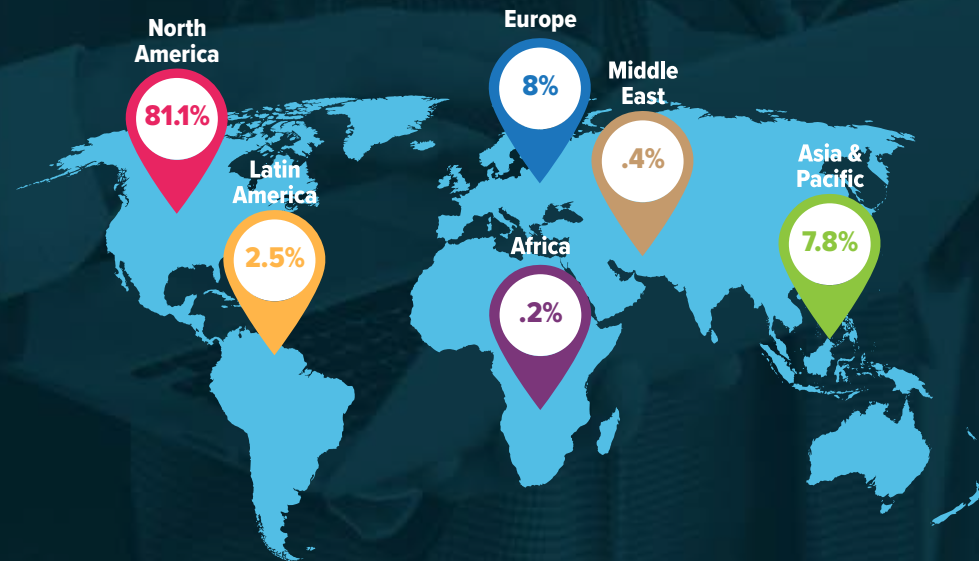 North
America
81.1%
Latin
America
2.5%
Europe
8%
Middle
East
.4%
Africa
.2%
Asia &
Pacific
7.8%